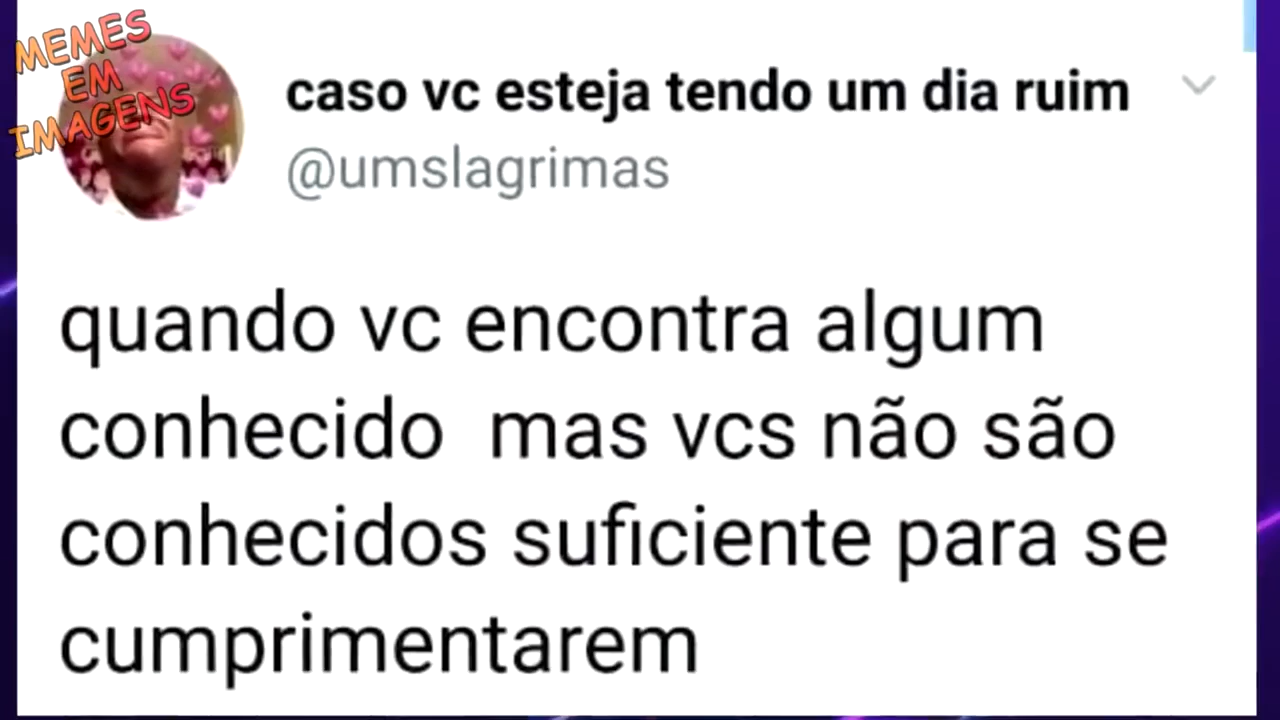 MEMES
EM
IMAGENS
caso vc esteja tendo um dia ruim
@umslagrimas
quando vc encontra algum
conhecido mas vcs não são
conhecidos suficiente para se
cumprimentarem